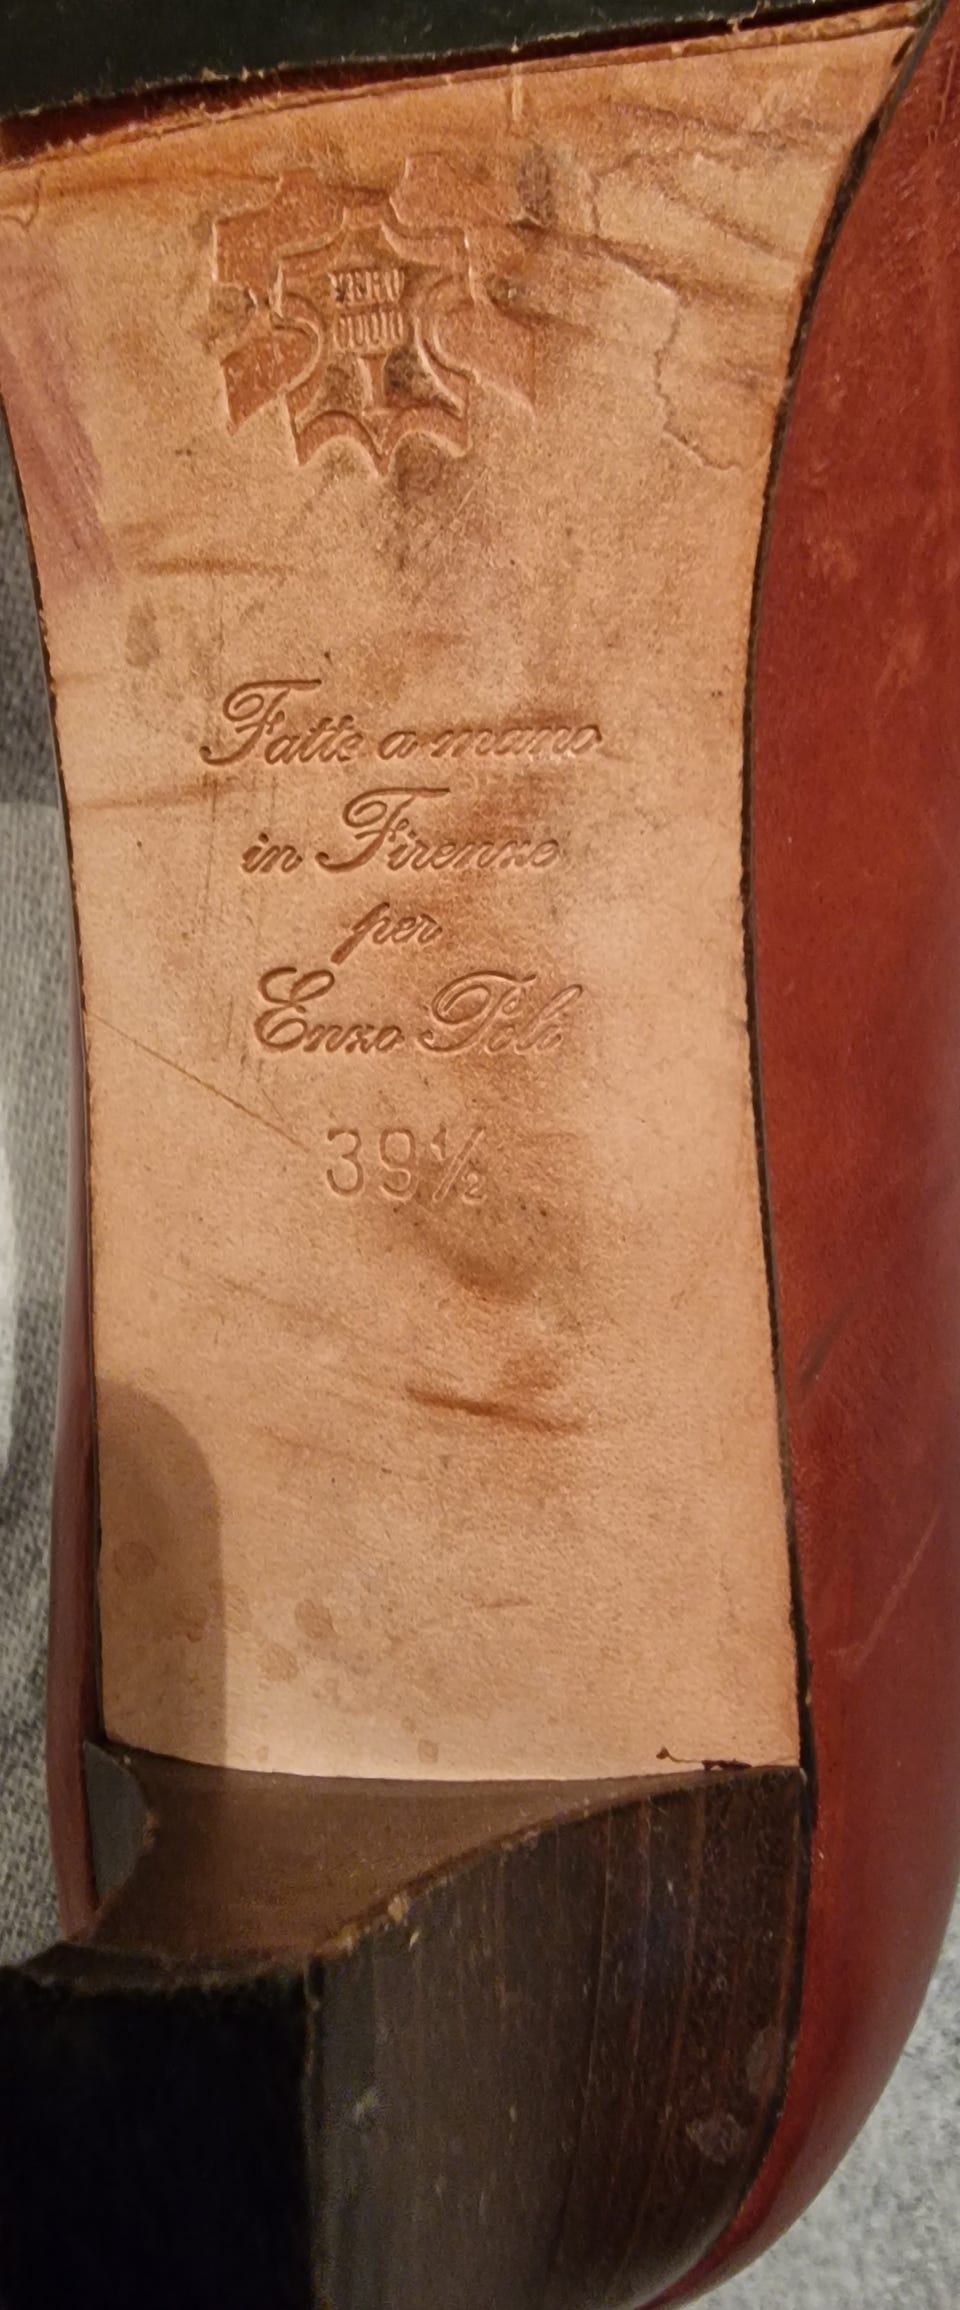 VERO
CUOIO
Fatte a mano
in Firenze
per
Enzo Poli
39½